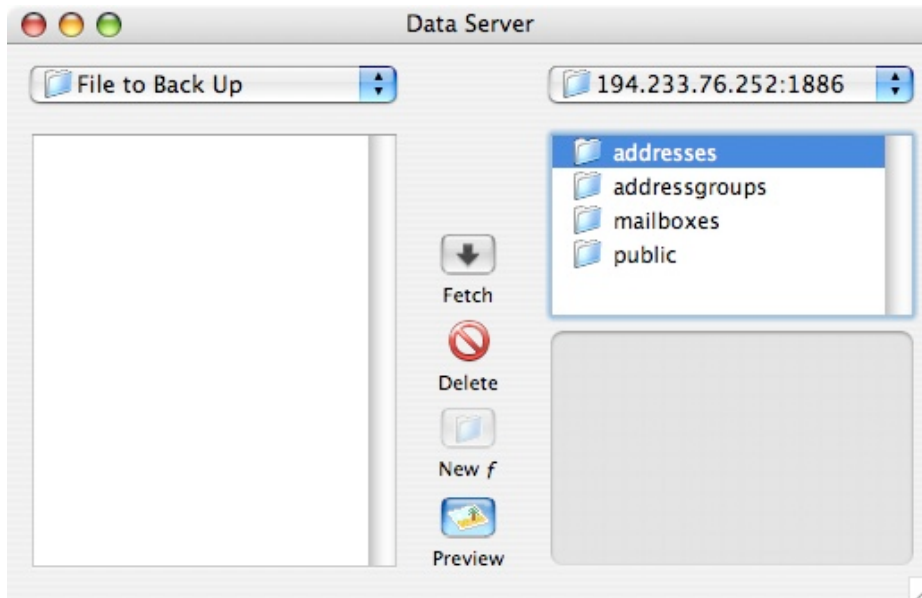 Data Server
File to Back Up
194.233.76.252:1886
addresses
addressgroups
mailboxes
public
Fetch
Delete
New ƒ
Preview